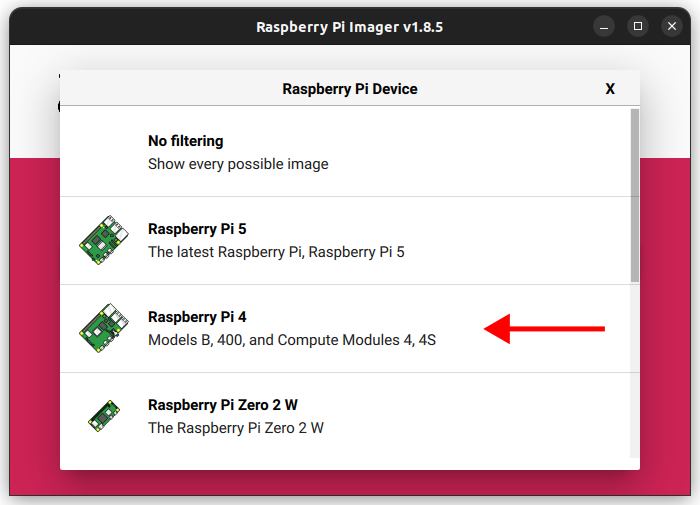 Raspberry Pi Imager v1.8.5
Raspberry Pi Device
X
No filtering
Show every possible image
Raspberry Pi 5
The latest Raspberry Pi, Raspberry Pi 5
Raspberry Pi 4
Models B, 400, and Compute Modules 4, 4S
Raspberry Pi Zero 2 W
The Raspberry Pi Zero 2 W